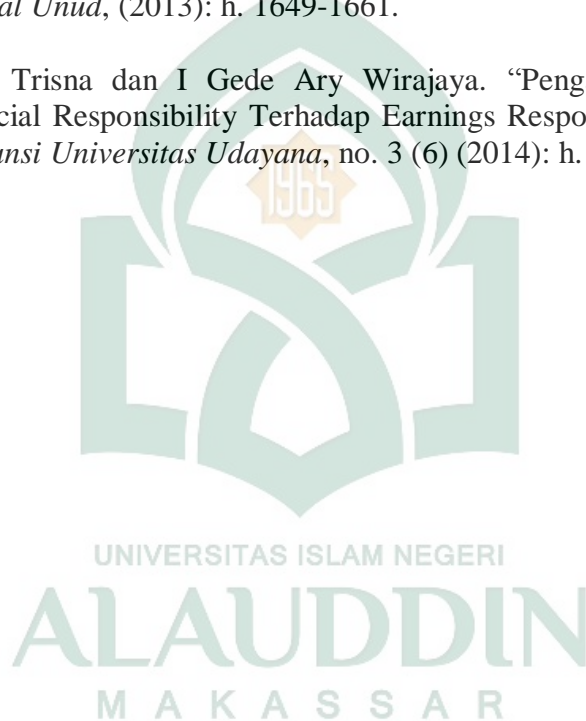 al Unud, (2013): h. 1649-1661.
Trisna dan I Gede Ary Wirajaya. “Peng
cial Responsibility Terhadap Earnings Respo
nsi Universitas Udayana, no. 3 (6) (2014): h.
1965
UNIVERSITAS ISLAM NEGERI
ALAUDDIN
MAKASSAR